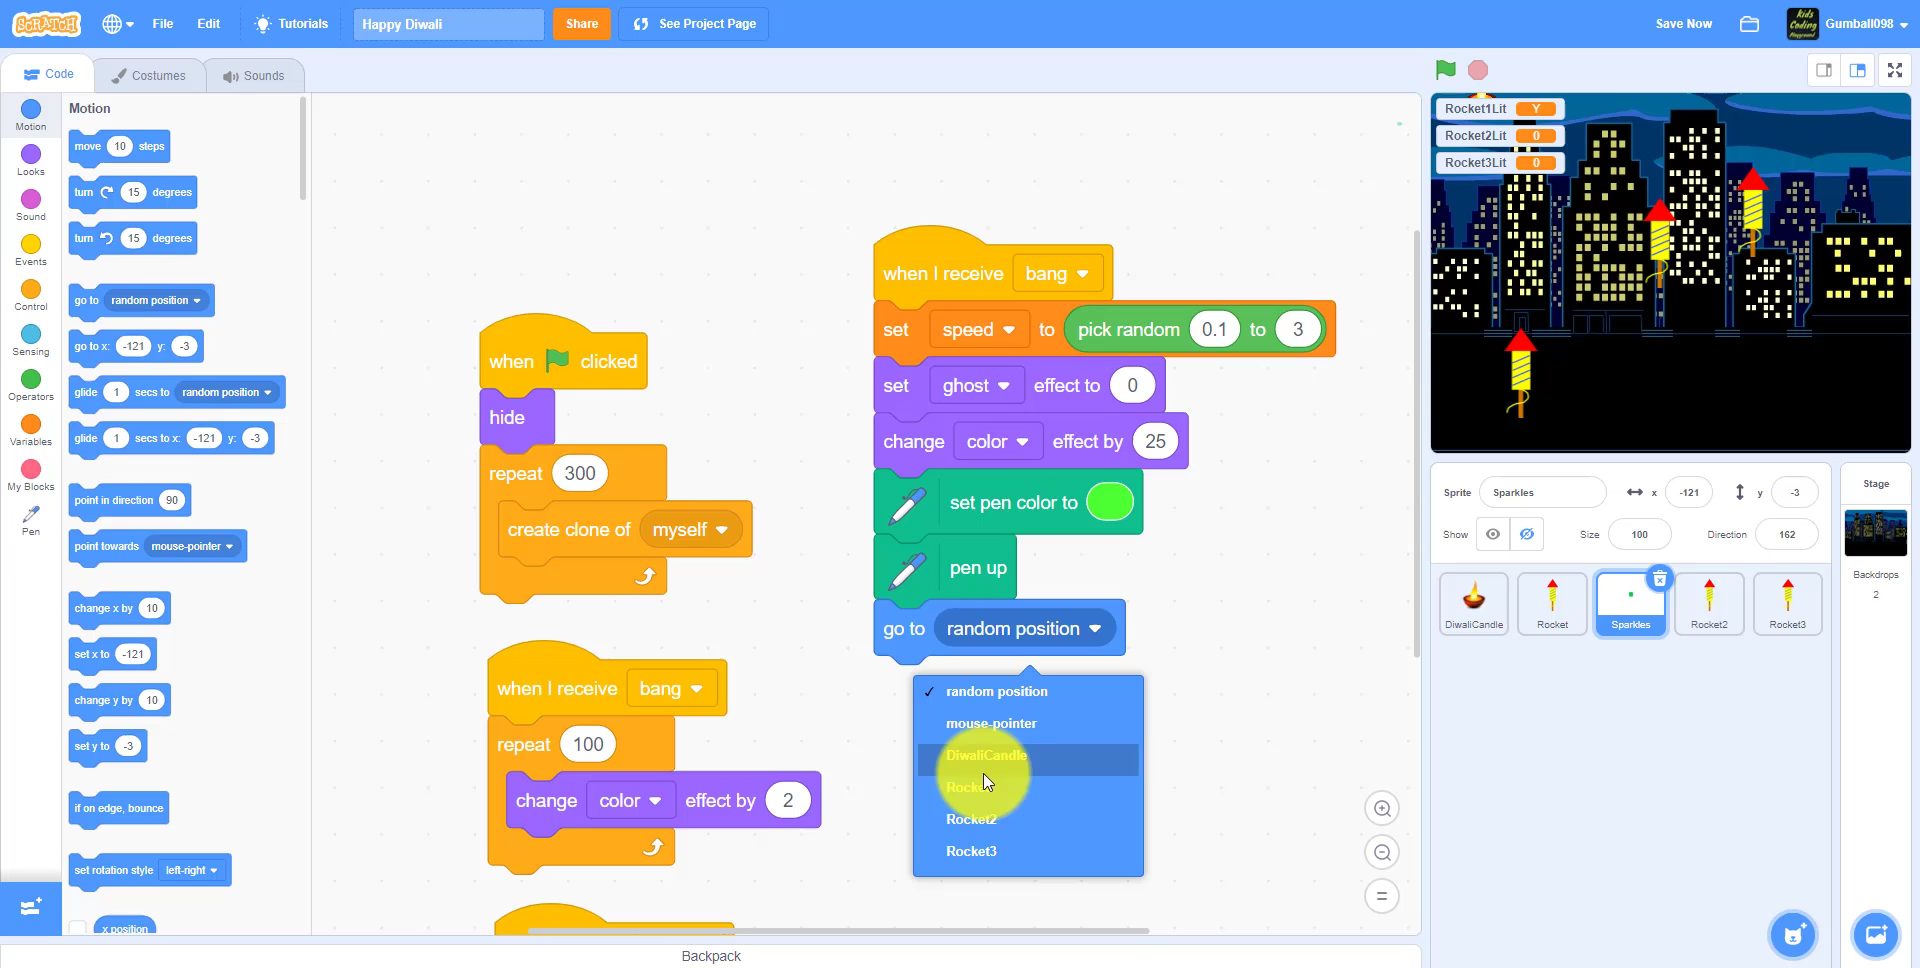 SCRATCH
File
Edit
Tutorials
Happy Diwali
Share
See Project Page
Save Now
Kids
Coding
Playground
Gumball098
Code
Costumes
Sounds
Motion
Looks
Sound
Events
Control
Sensing
Operators
Variables
My Blocks
Pen
Motion
move 10 steps
turn 15 degrees
turn 15 degrees
go to random position
go to x: -121 y: -3
glide 1 secs to random position
glide 1 secs to x: -121 y: -3
point in direction 90
point towards mouse-pointer
change x by 10
set x to -121
change y by 10
set y to -3
if on edge, bounce
set rotation style left-right
x position
when clicked
hide
repeat 300
create clone of myself
when I receive bang
repeat 100
change color effect by 2
when I receive bang
set speed to pick random 0.1 to 3
set ghost effect to 0
change color effect by 25
set pen color to
pen up
go to random position
✓ random position
mouse-pointer
DiwaliCandle
Rocket2
Rocket3
Backpack
Rocket1Lit Y
Rocket2Lit 0
Rocket3Lit 0
Sprite Sparkles x -121 y -3
Show Size 100 Direction 162
DiwaliCandle
Rocket
Sparkles
Rocket2
Rocket3
Stage
Backdrops
2